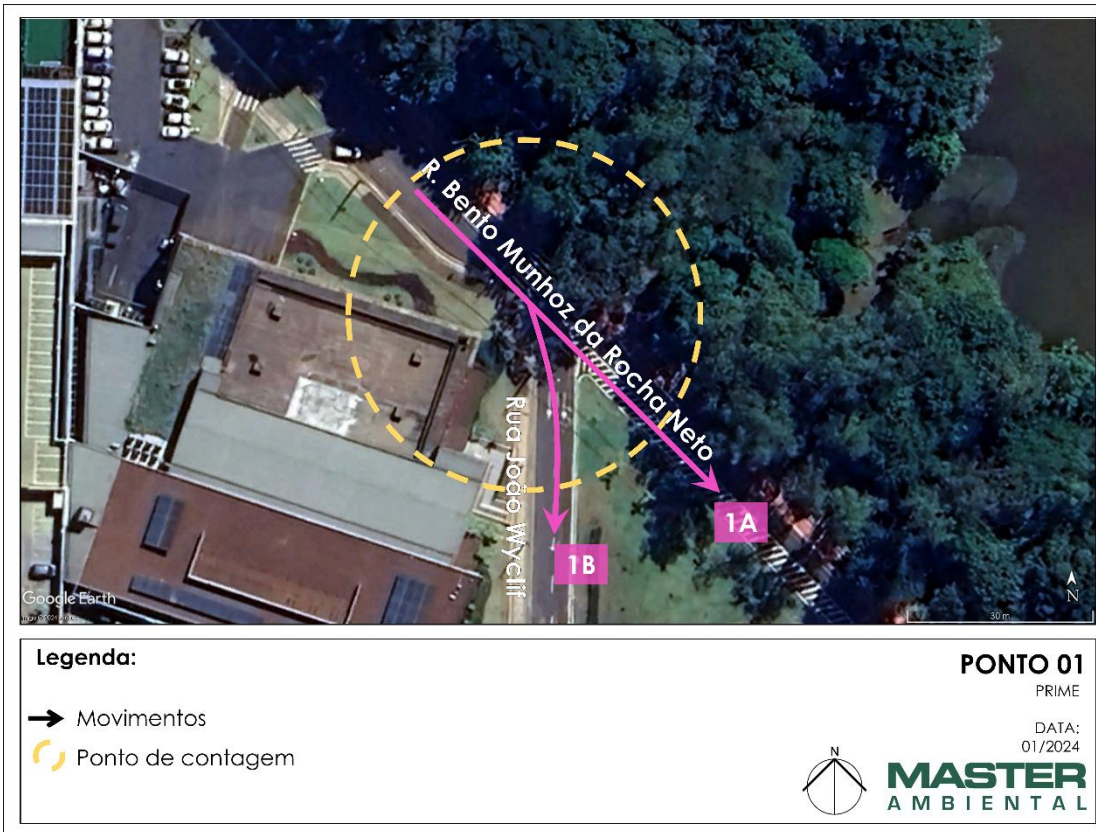 R. Bento Munhoz da Rocha Neto
Rua João Wyclif
1A
1B
Google Earth
N
30 m
Legenda:
Movimentos
Ponto de contagem
PONTO 01
PRIME
DATA:
01/2024
N
MASTER
AMBIENTAL